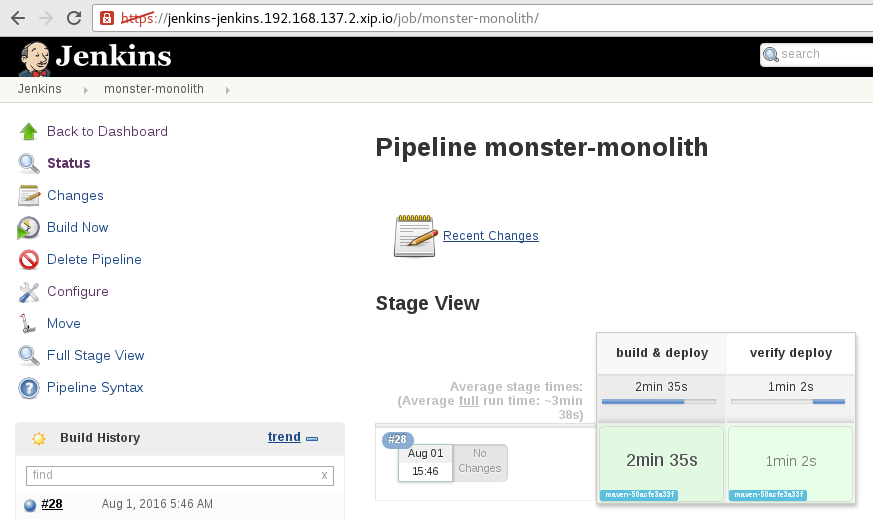 https://jenkins-jenkins.192.168.137.2.xip.io/job/monster-monolith/
Jenkins
search
Jenkins
monster-monolith
Back to Dashboard
Status
Changes
Build Now
Delete Pipeline
Configure
Move
Full Stage View
Pipeline Syntax
Build History
trend
find
x
#28
Aug 1, 2016 5:46 AM
Pipeline monster-monolith
Recent Changes
Stage View
build & deploy
verify deploy
Average stage times:
(Average full run time: ~3min
38s)
2min 35s
1min 2s
#28
Aug 01
15:46
No
Changes
2min 35s
maven-50acfe3a33f
1min 2s
maven-50acfe3a33f